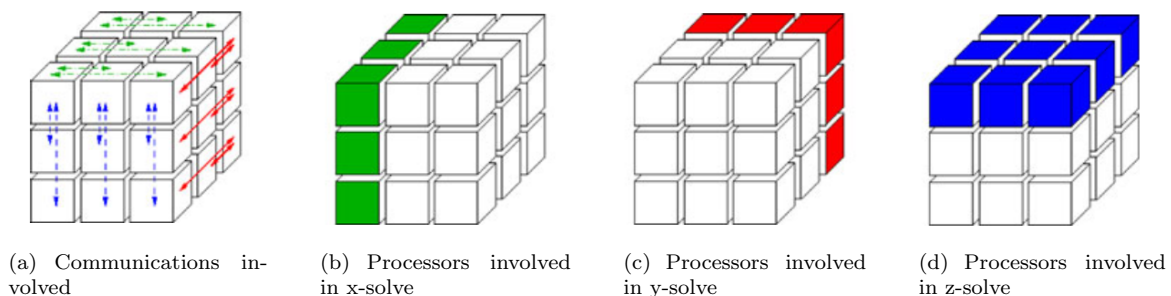 (a) Communications in-
volved
(b) Processors involved
in x-solve
(c) Processors involved
in y-solve
(d) Processors involved
in z-solve